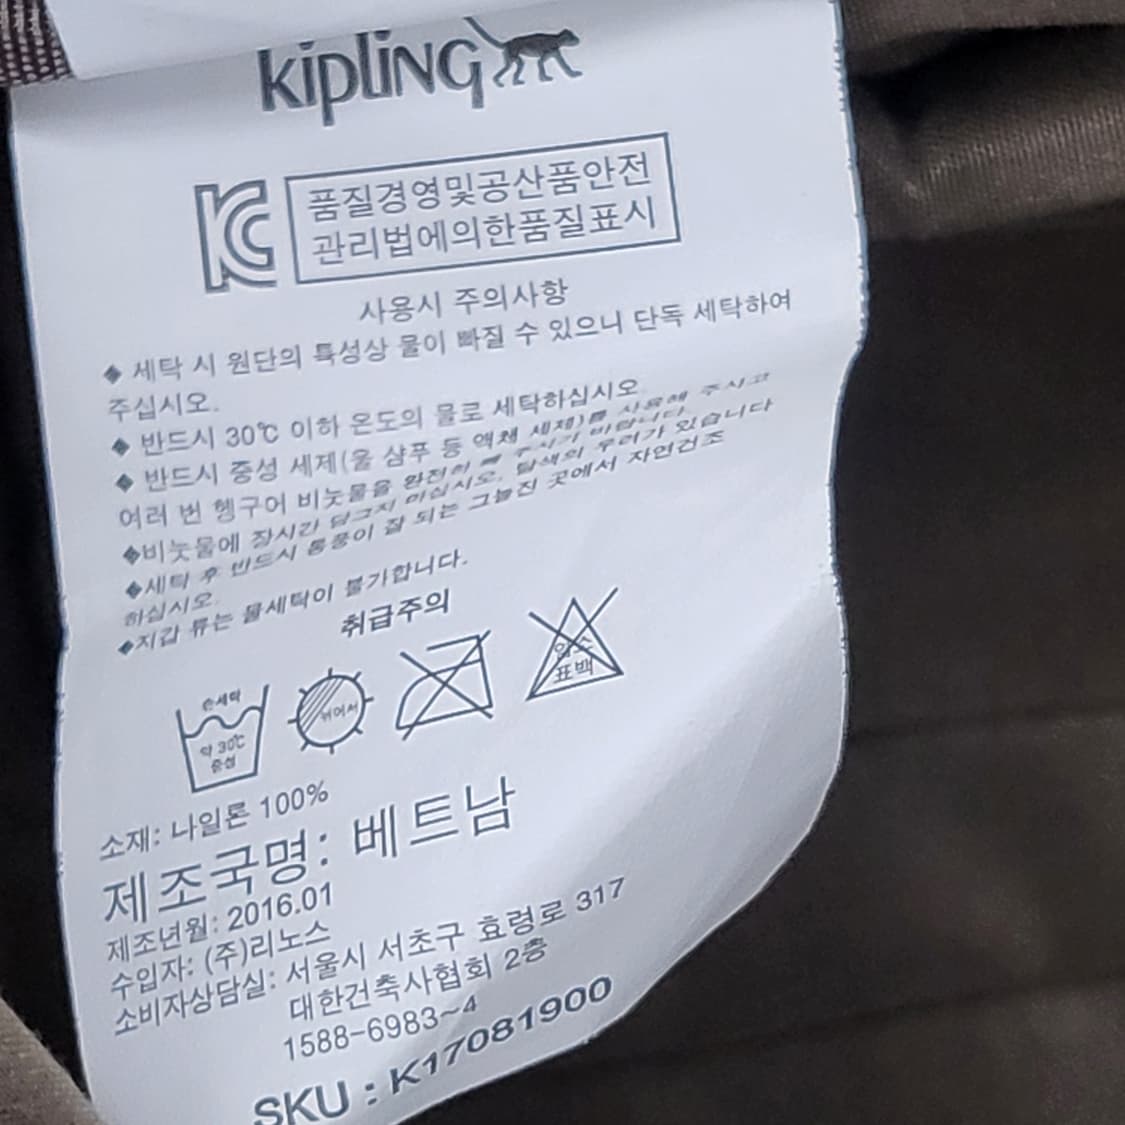 kipling
KC
품질경영및공산품안전
관리법에의한품질표시
사용시 주의사항
◆ 세탁 시 원단의 특성상 물이 빠질 수 있으니 단독 세탁하여
주십시오.
◆ 반드시 30℃ 이하 온도의 물로 세탁하십시오.
◆ 반드시 중성 세제(울 샴푸 등 액체 세제)를 사용해 주시고
여러 번 헹구어 비눗물을 완전히 빼 주시기 바랍니다.
◆비눗물에 장시간 담그지 마십시오. 탈색의 우려가 있습니다
◆세탁 후 반드시 통풍이 잘 되는 그늘진 곳에서 자연건조
하십시오.
◆지갑 류는 물세탁이 불가합니다.
취급주의
손세탁
약 30℃
중성
뉘어서
염소
표백
소재: 나일론 100%
제조국명: 베트남
제조년월: 2016.01
수입자: (주)리노스
소비자상담실: 서울시 서초구 효령로 317
대한건축사협회 2층
1588-6983~4
SKU : K17081900